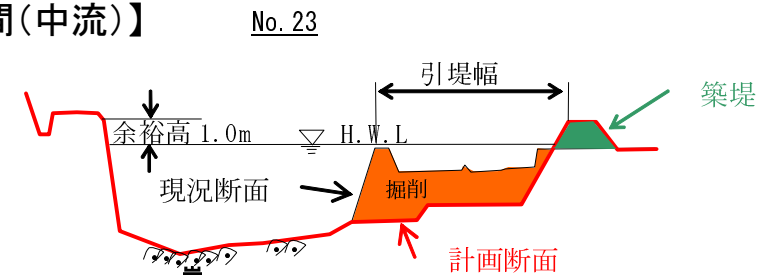 間(中流)】 No.23
引堤幅
築堤
余裕高1.0m H.W.L
現況断面
掘削
計画断面